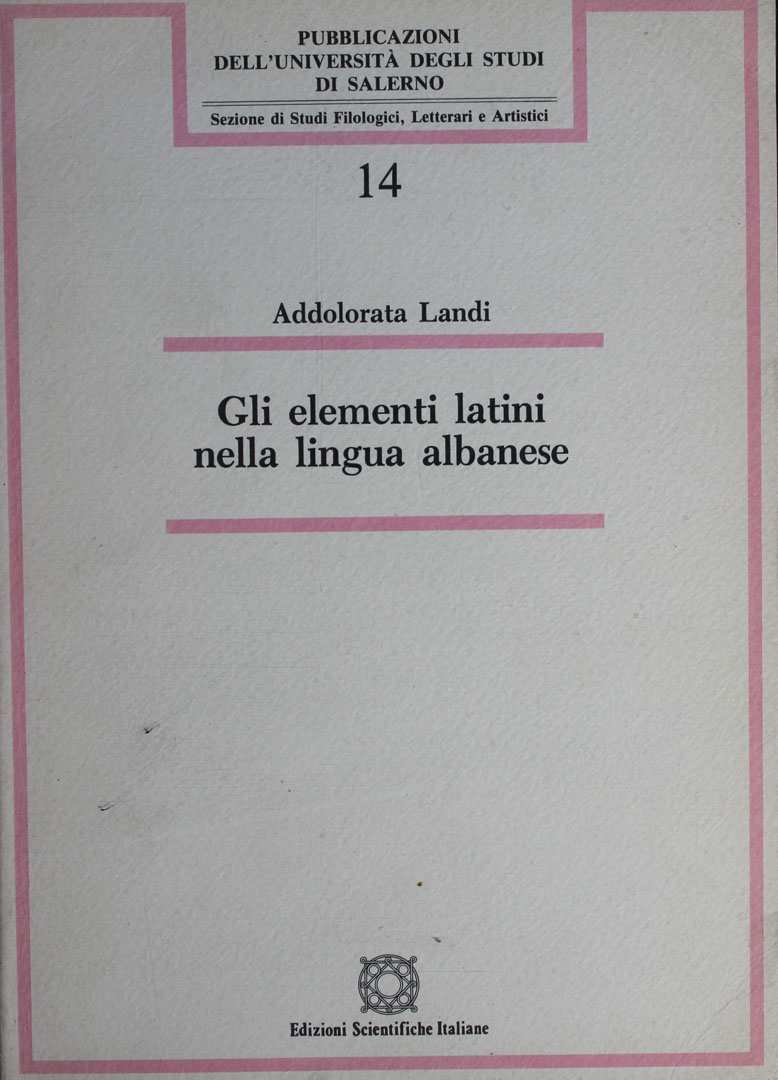 PUBBLICAZIONI
DELL'UNIVERSITÀ DEGLI STUDI
DI SALERNO
Sezione di Studi Filologici, Letterari e Artistici
14
Addolorata Landi
Gli elementi latini
nella lingua albanese
Edizioni Scientifiche Italiane